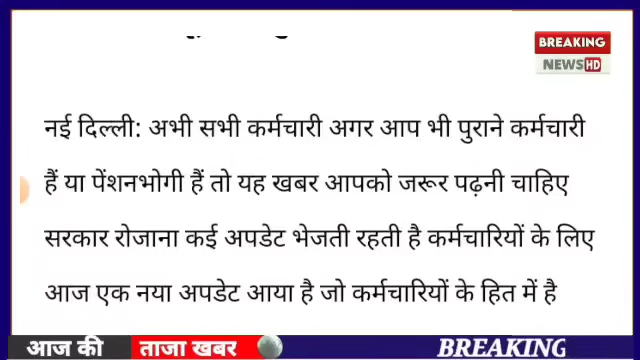 BREAKING
NEWS HD
नई दिल्ली: अभी सभी कर्मचारी अगर आप भी पुराने कर्मचारी
हैं या पेंशनभोगी हैं तो यह खबर आपको जरूर पढ़नी चाहिए
सरकार रोजाना कई अपडेट भेजती रहती है कर्मचारियों के लिए
आज एक नया अपडेट आया है जो कर्मचारियों के हित में है
आज की ताजा खबर BREAKING